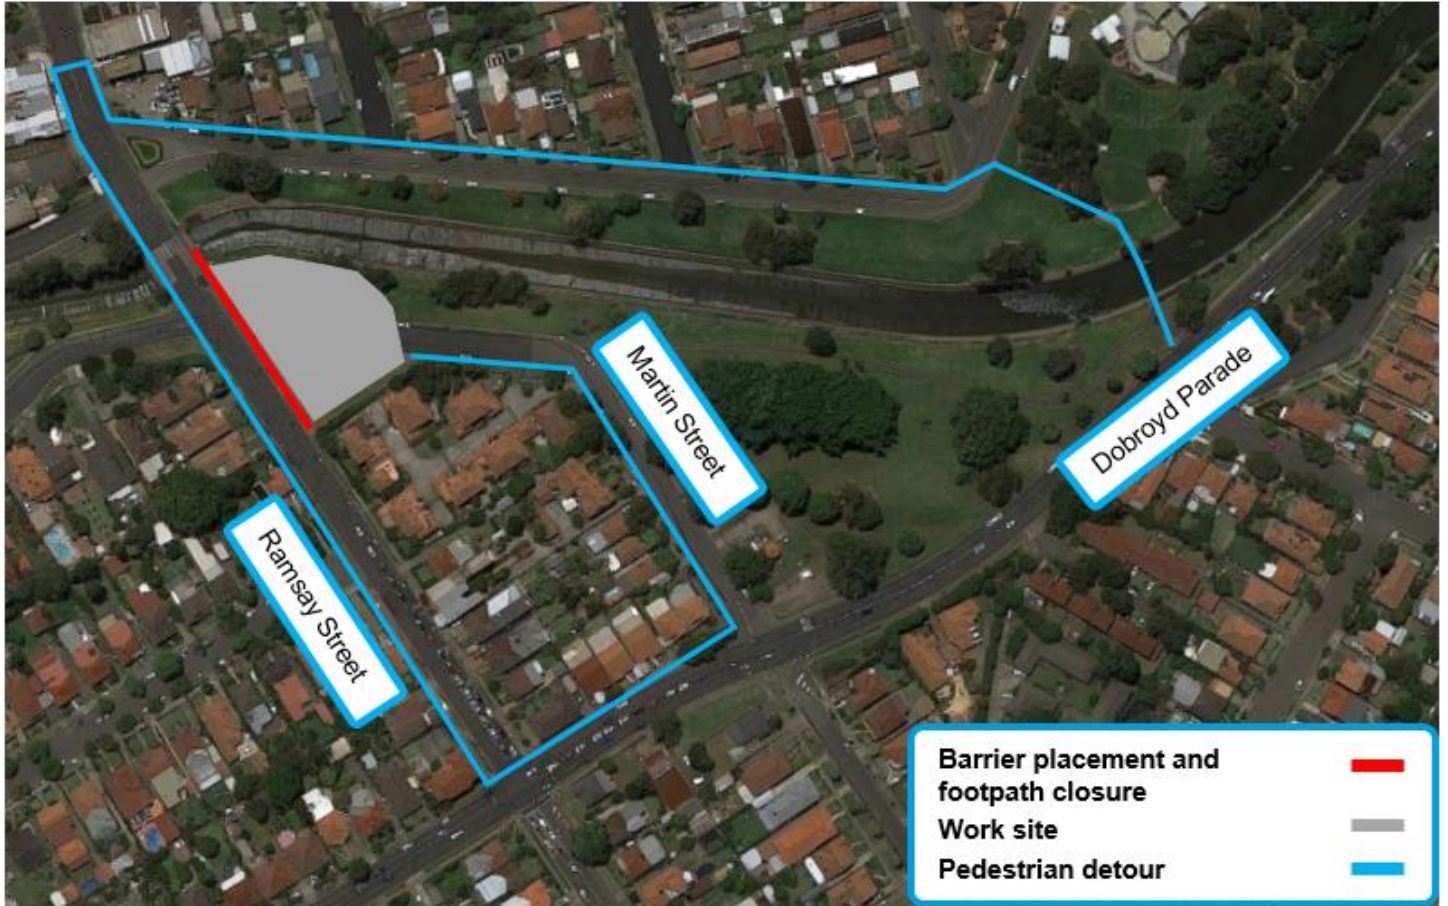 Martin Street
Dobroyd Parade
Ramsay Street
Barrier placement and
footpath closure
Work site
Pedestrian detour